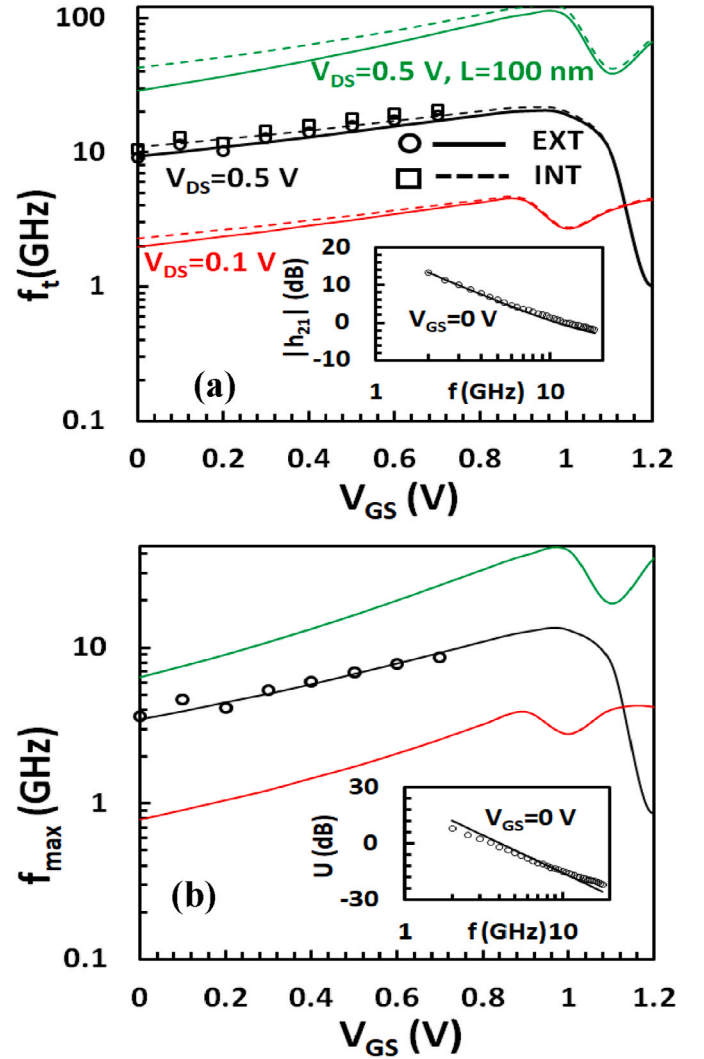 100
10
1
0.1
f_t(GHz)
V_DS=0.5 V, L=100 nm
EXT
INT
V_DS=0.5 V
V_DS=0.1 V
20
10
0
-10
|h_21| (dB)
V_GS=0 V
1 f (GHz) 10
(a)
0 0.2 0.4 0.6 0.8 1 1.2
V_GS (V)
10
1
0.1
f_max (GHz)
30
0
-30
U (dB)
V_GS=0 V
1 f (GHz) 10
(b)
0 0.2 0.4 0.6 0.8 1 1.2
V_GS (V)